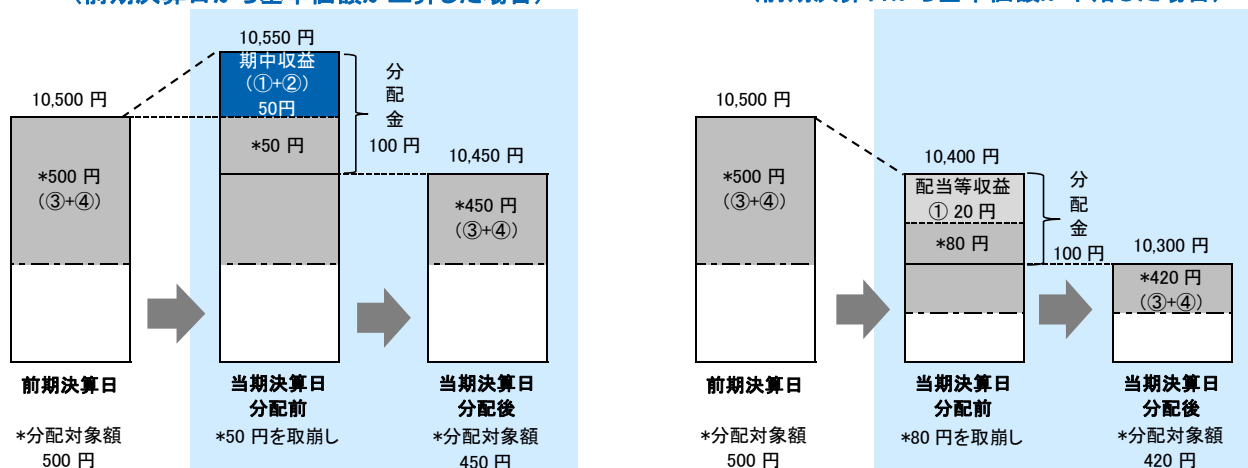 (前期決算日から基準価額が上昇した場合)
10,500 円
*500 円
(③+④)
10,550 円
期中収益
(①+②)
50円
*50 円
分
配
金
100 円
10,450 円
*450 円
(③+④)
前期決算日
当期決算日
分配前
当期決算日
分配後
*分配対象額
500 円
*50 円を取崩し
*分配対象額
450 円
(前期決算日から基準価額が下落した場合)
10,500 円
*500 円
(③+④)
10,400 円
配当等収益
① 20 円
*80 円
分
配
金
100 円
10,300 円
*420 円
(③+④)
前期決算日
当期決算日
分配前
当期決算日
分配後
*分配対象額
500 円
*80 円を取崩し
*分配対象額
420 円